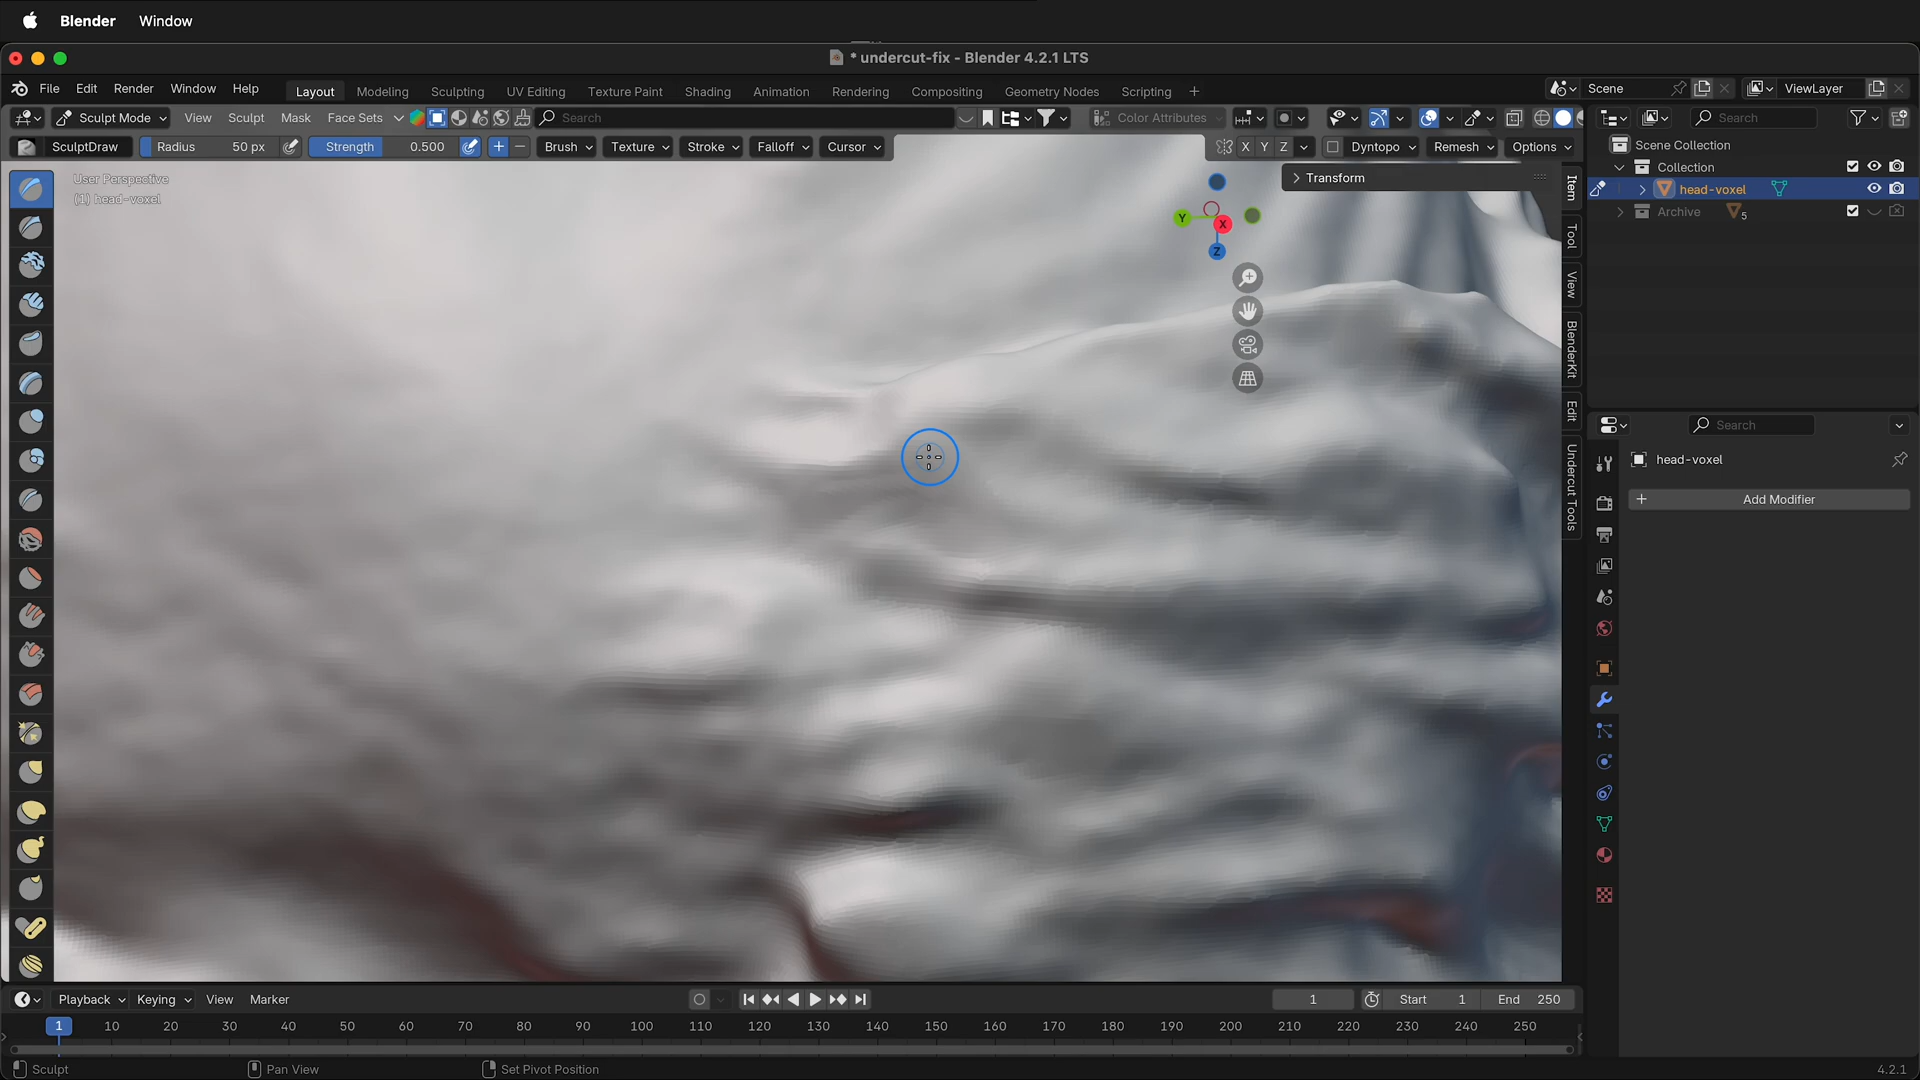 Blender Window
* undercut-fix - Blender 4.2.1 LTS
File Edit Render Window Help Layout Modeling Sculpting UV Editing Texture Paint Shading Animation Rendering Compositing Geometry Nodes Scripting + Scene ViewLayer
Sculpt Mode View Sculpt Mask Face Sets Search Color Attributes Search
SculptDraw Radius 50 px Strength 0.500 Brush Texture Stroke Falloff Cursor X Y Z Dyntopo Remesh Options
Scene Collection
Collection
head-voxel
Archive 5
User Perspective
(1) head-voxel
Transform
Y
X
Z
Item
Tool
View
BlenderKit
Edit
Undercut Tools
Search
head-voxel
Add Modifier
Playback Keying View Marker 1 Start 1 End 250
1 10 20 30 40 50 60 70 80 90 100 110 120 130 140 150 160 170 180 190 200 210 220 230 240 250
Sculpt Pan View Set Pivot Position 4.2.1